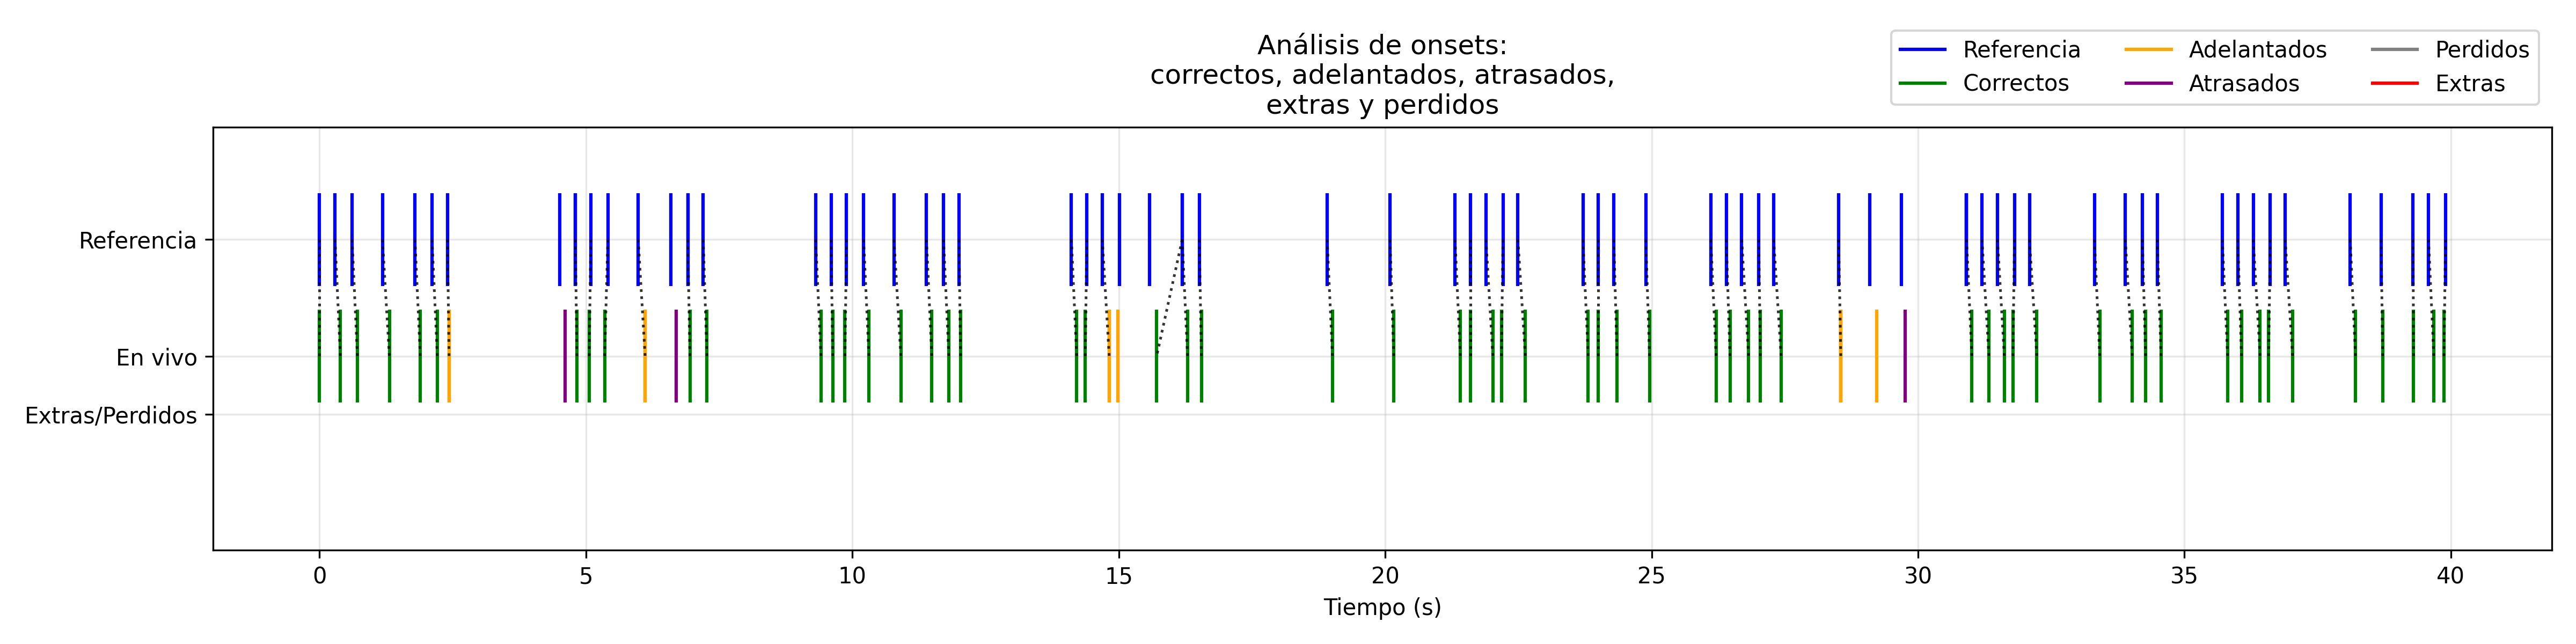 Análisis de onsets:
correctos, adelantados, atrasados,
extras y perdidos
Referencia
Correctos
Adelantados
Atrasados
Perdidos
Extras
Referencia
En vivo
Extras/Perdidos
0 5 10 15 20 25 30 35 40
Tiempo (s)